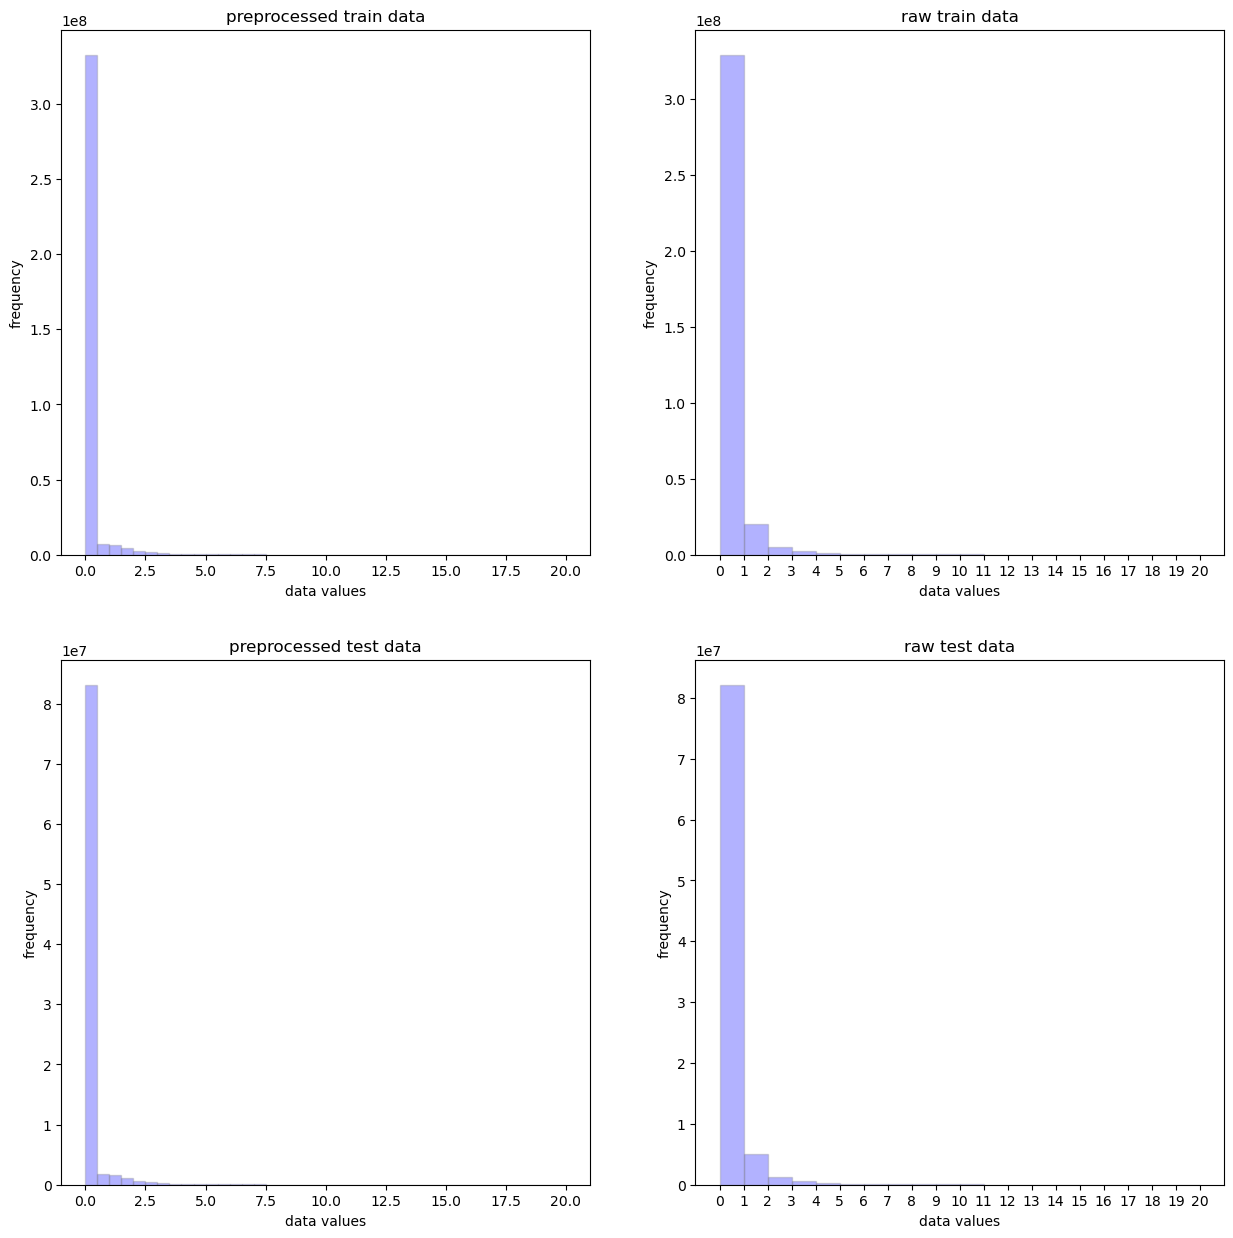 preprocessed train data
1e8
3.0
2.5
2.0
1.5
1.0
0.5
0.0
frequency
0.0 2.5 5.0 7.5 10.0 12.5 15.0 17.5 20.0
data values
raw train data
1e8
3.0
2.5
2.0
1.5
1.0
0.5
0.0
frequency
0 1 2 3 4 5 6 7 8 9 10 11 12 13 14 15 16 17 18 19 20
data values
preprocessed test data
1e7
8
7
6
5
4
3
2
1
0
frequency
0.0 2.5 5.0 7.5 10.0 12.5 15.0 17.5 20.0
data values
raw test data
1e7
8
7
6
5
4
3
2
1
0
frequency
0 1 2 3 4 5 6 7 8 9 10 11 12 13 14 15 16 17 18 19 20
data values